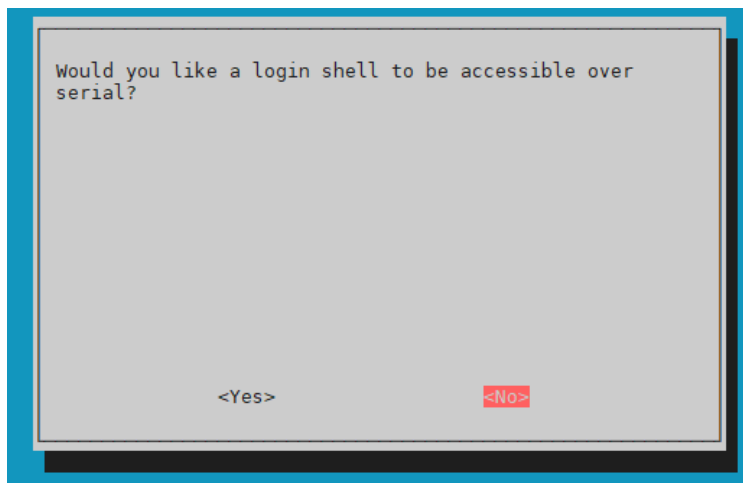 Would you like a login shell to be accessible over
serial?
<Yes> <No>